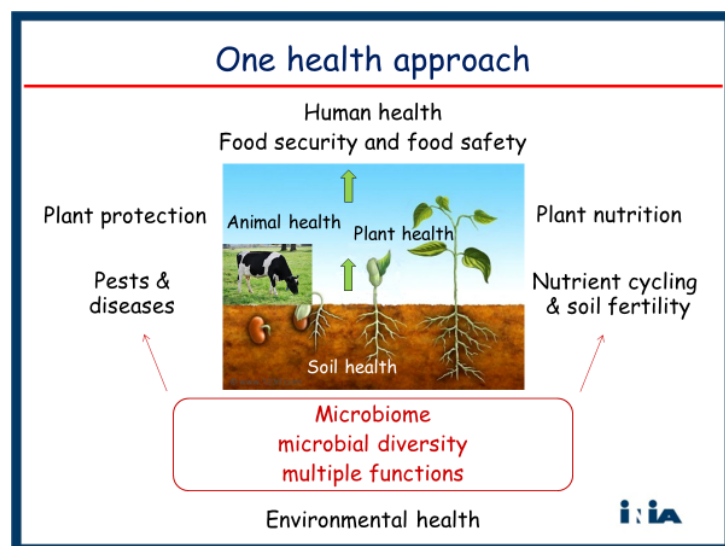 One health approach
Human health
Food security and food safety
Plant protection
Animal health
Plant health
Plant nutrition
Pests &
diseases
Nutrient cycling
& soil fertility
Soil health
Microbiome
microbial diversity
multiple functions
Environmental health
iNiA